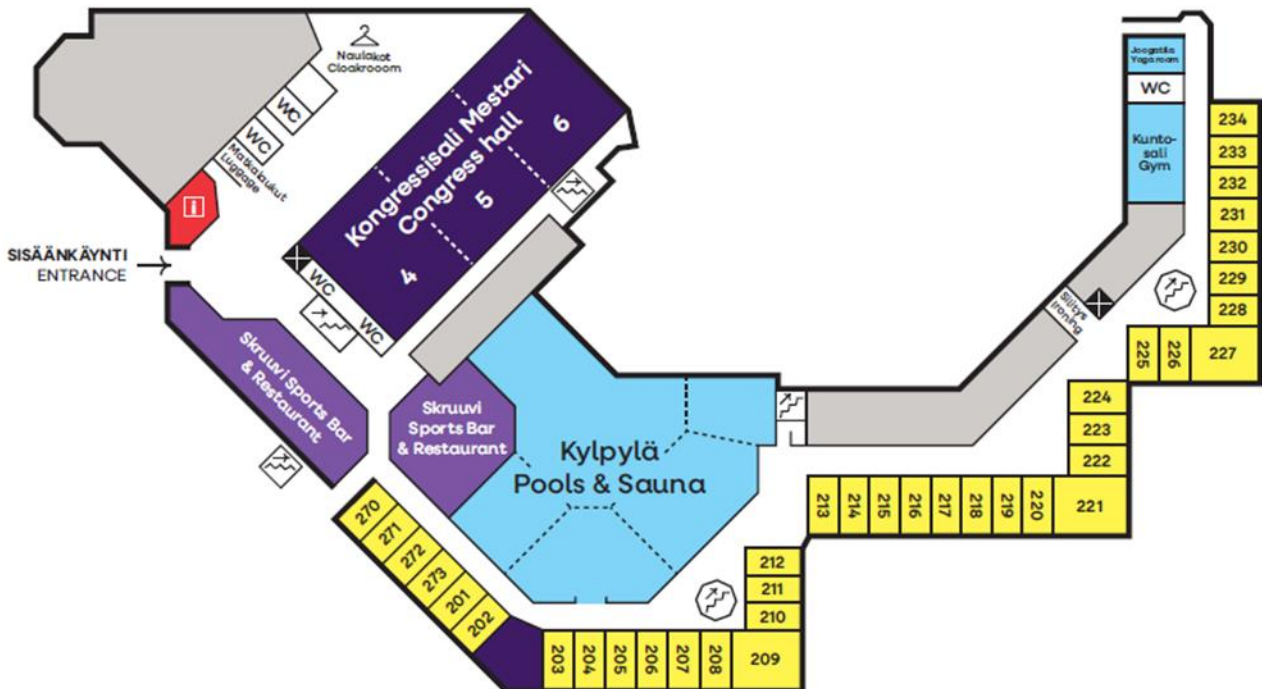 Naulakot
Cloakrooom
WC
WC
Matkalaukut
Luggage
i
SISÄÄNKÄYNTI
ENTRANCE
Kongressisali Mestari
Congress hall
4
5
6
WC
WC
Skruuvi Sports Bar
& Restaurant
Skruuvi
Sports Bar
& Restaurant
Kylpylä
Pools & Sauna
Joogatila
Yogaroom
WC
Kunto-
sali
Gym
Silitys
Ironing
234
233
232
231
230
229
228
227
226
225
224
223
222
221
220
219
218
217
216
215
214
213
212
211
210
209
208
207
206
205
204
203
202
201
273
272
271
270